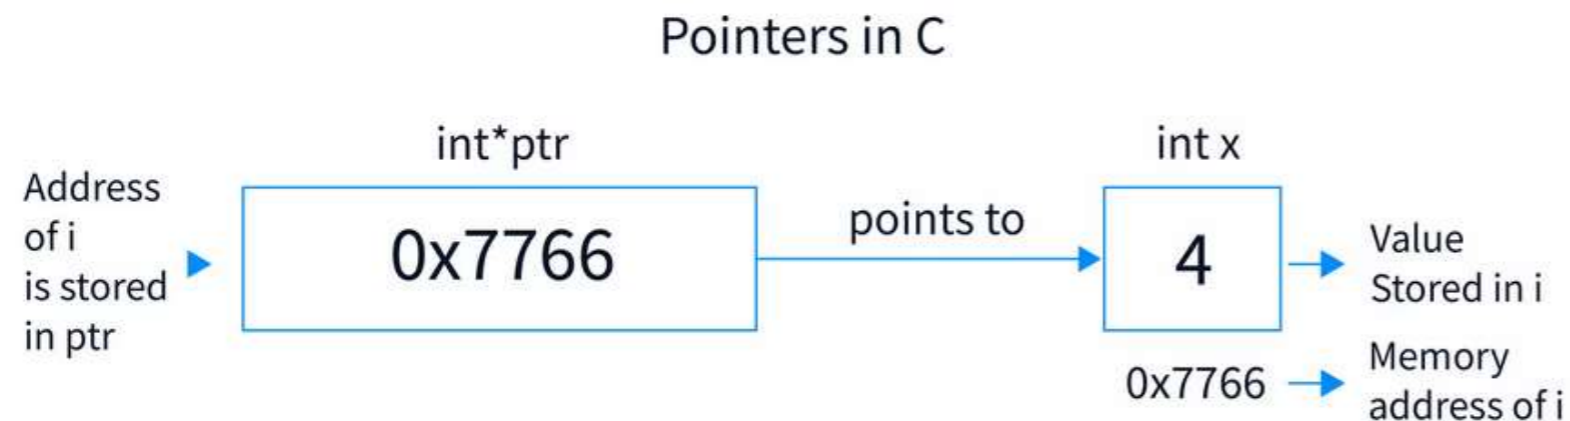 Pointers in C
int*ptr
int x
Address
of i
is stored
in ptr
0x7766
points to
4
Value
Stored in i
0x7766
Memory
address of i